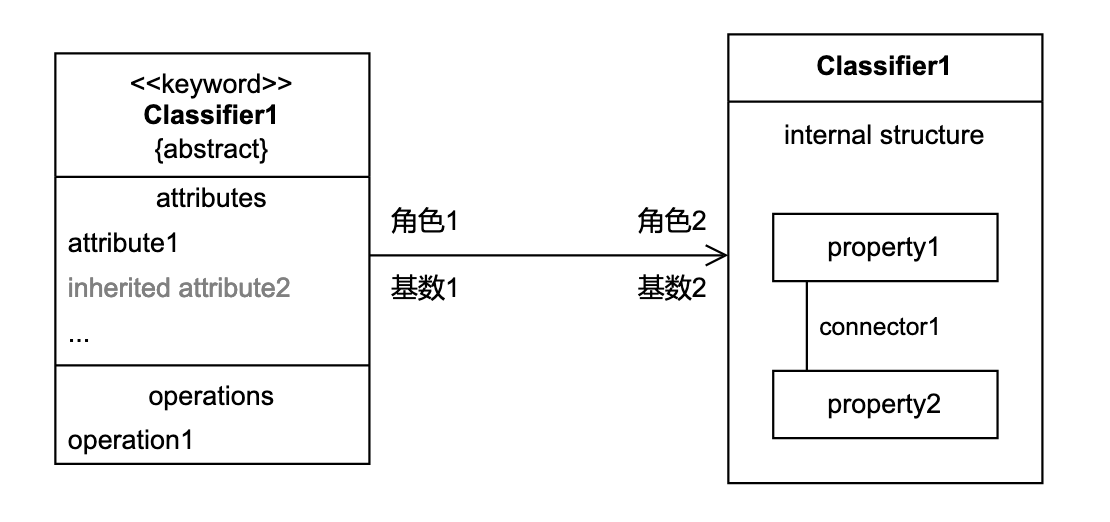 <<keyword>>
Classifier1
{abstract}
attributes
attribute1
inherited attribute2
...
operations
operation1
角色1
角色2
基数1
基数2
Classifier1
internal structure
property1
connector1
property2